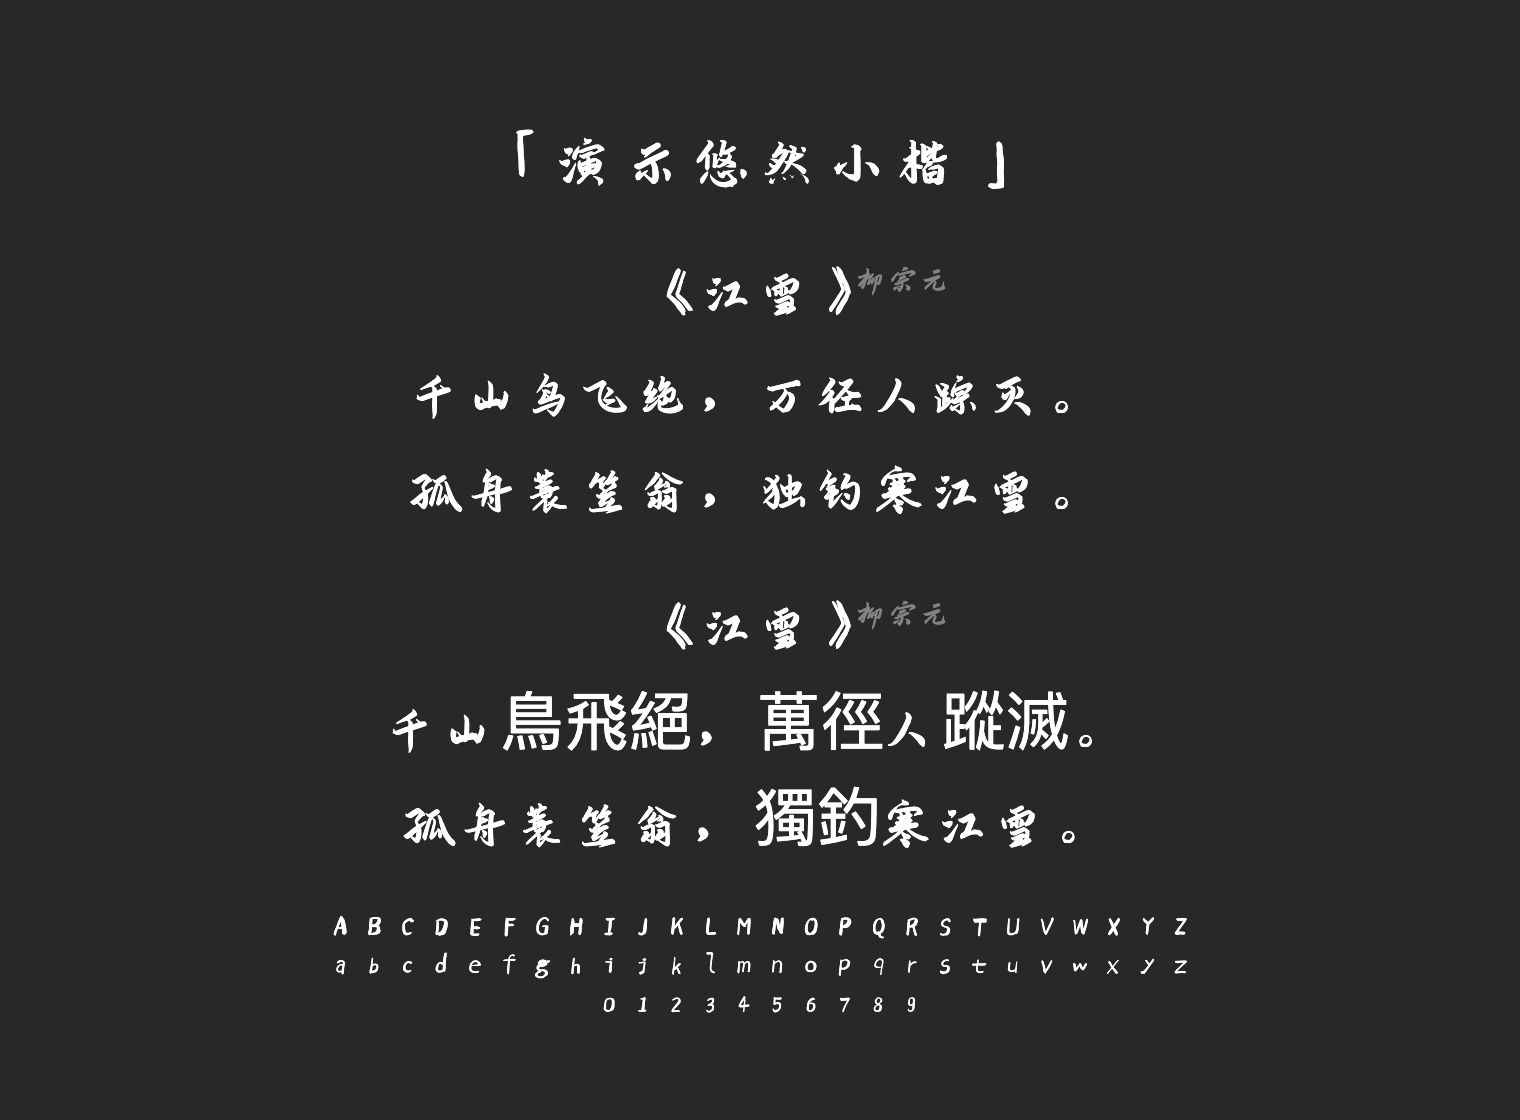 「演示悠然小楷」
《江雪》柳宗元
千山鸟飞绝，万径人踪灭。
孤舟蓑笠翁，独钓寒江雪。
《江雪》柳宗元
千山鳥飛絕，萬徑人蹤滅。
孤舟蓑笠翁，獨釣寒江雪。
A B C D E F G H I J K L M N O P Q R S T U V W X Y Z
a b c d e f g h i j k l m n o p q r s t u v w x y z
0 1 2 3 4 5 6 7 8 9